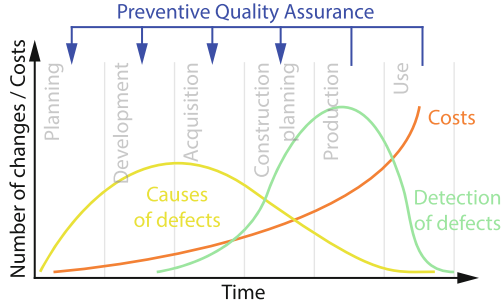 Preventive Quality Assurance
Number of changes / Costs
Planning
Development
Acquisition
Construction
planning
Production
Use
Costs
Causes
of defects
Detection
of defects
Time